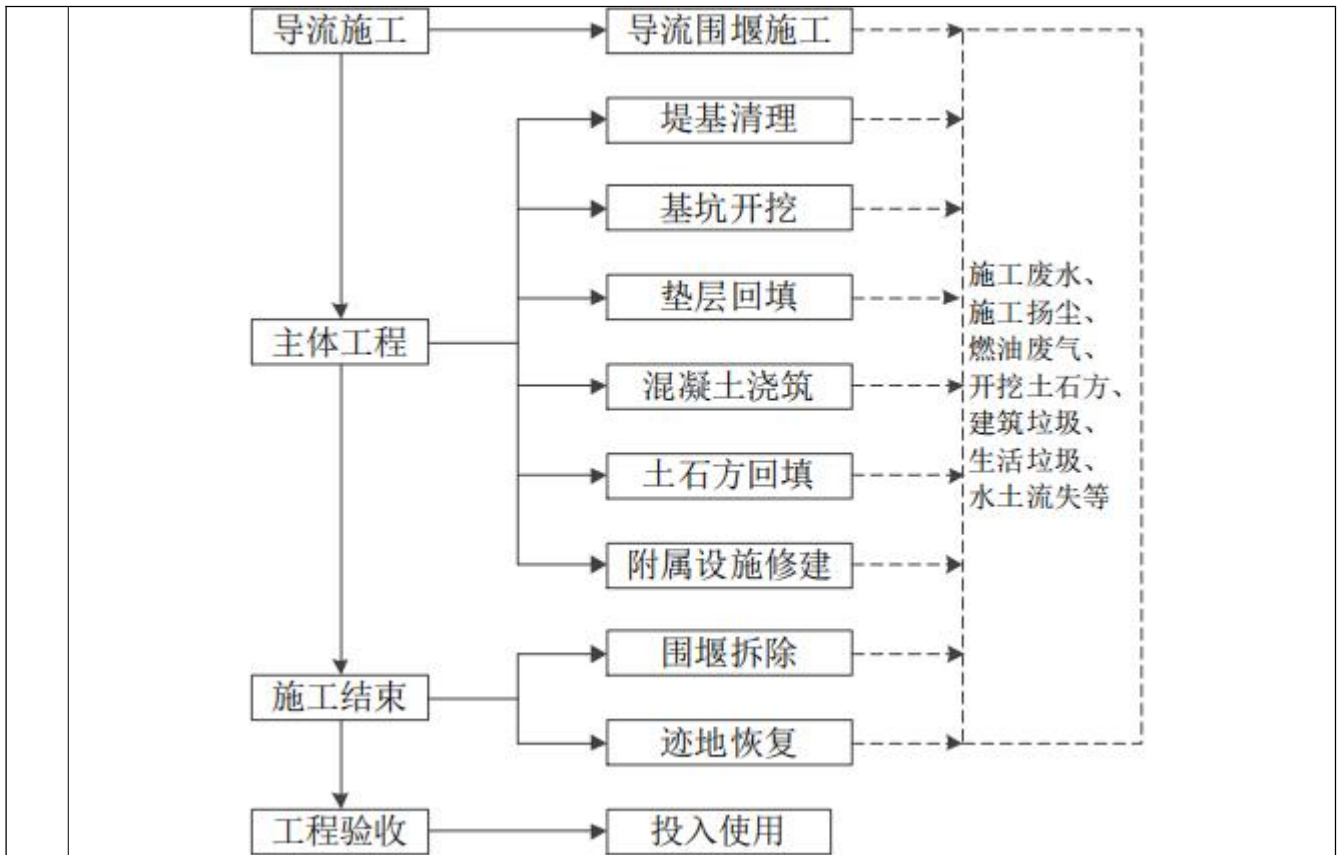 导流施工
导流围堰施工
堤基清理
基坑开挖
垫层回填
主体工程
混凝土浇筑
土石方回填
附属设施修建
施工废水、
施工扬尘、
燃油废气、
开挖土石方、
建筑垃圾、
生活垃圾、
水土流失等
围堰拆除
施工结束
迹地恢复
工程验收
投入使用